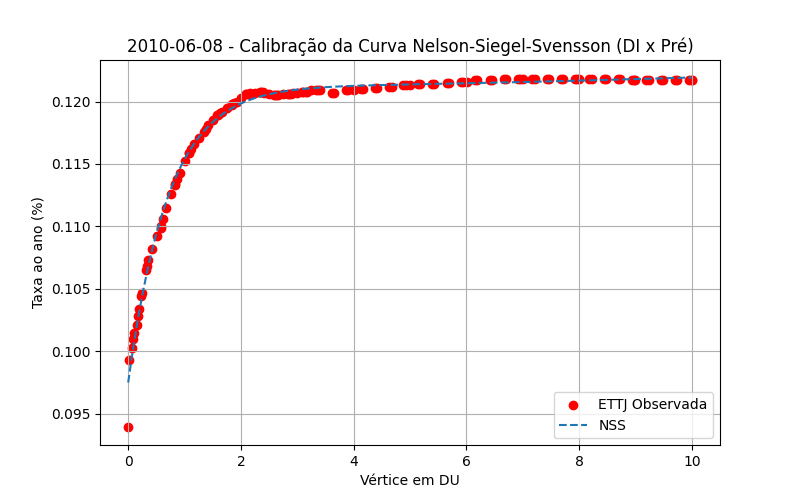 2010-06-08 - Calibração da Curva Nelson-Siegel-Svensson (DI x Pré)
Taxa ao ano (%)
0.120
0.115
0.110
0.105
0.100
0.095
ETTJ Observada
NSS
0 2 4 6 8 10
Vértice em DU